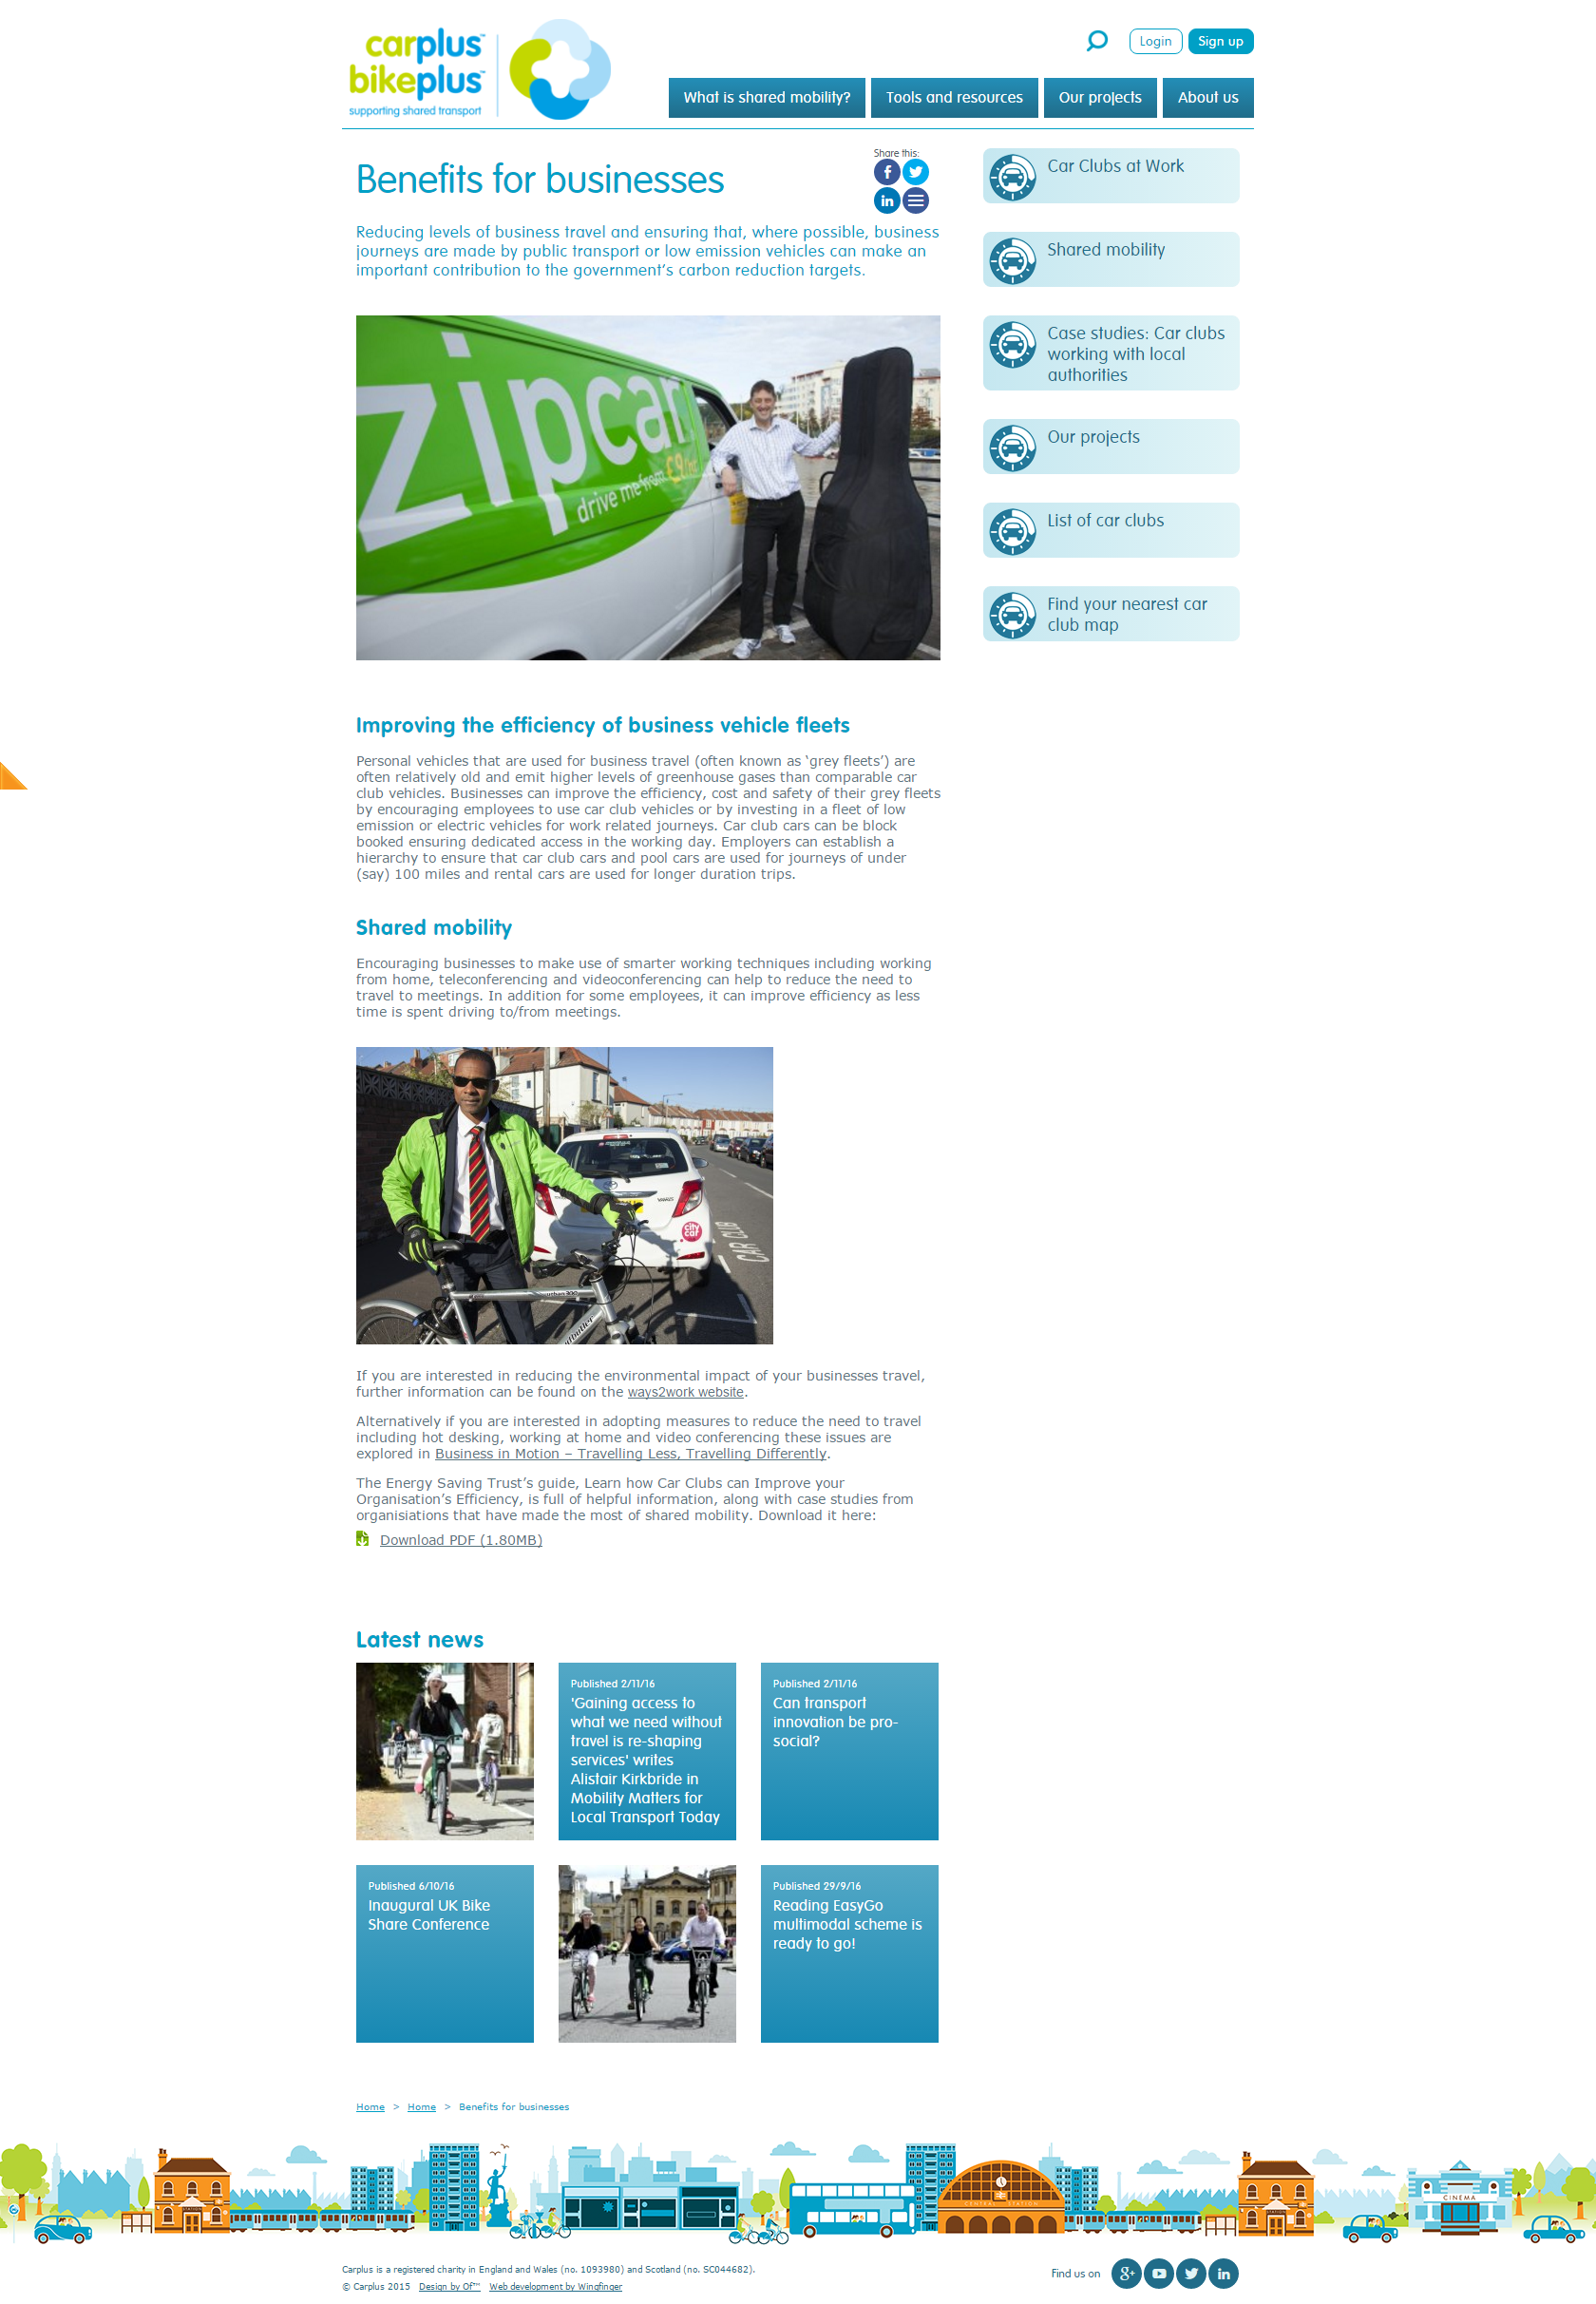 carplus™
bikeplus™
supporting shared transport
Login
Sign up
What is shared mobility?
Tools and resources
Our projects
About us
Benefits for businesses
Share this:
Reducing levels of business travel and ensuring that, where possible, business
journeys are made by public transport or low emission vehicles can make an
important contribution to the government's carbon reduction targets.
zipcar
drive me from £9/hr
Car Clubs at Work
Shared mobility
Case studies: Car clubs
working with local
authorities
Our projects
List of car clubs
Find your nearest car
club map
Improving the efficiency of business vehicle fleets
Personal vehicles that are used for business travel (often known as ‘grey fleets’) are
often relatively old and emit higher levels of greenhouse gases than comparable car
club vehicles. Businesses can improve the efficiency, cost and safety of their grey fleets
by encouraging employees to use car club vehicles or by investing in a fleet of low
emission or electric vehicles for work related journeys. Car club cars can be block
booked ensuring dedicated access in the working day. Employers can establish a
hierarchy to ensure that car club cars and pool cars are used for journeys of under
(say) 100 miles and rental cars are used for longer duration trips.
Shared mobility
Encouraging businesses to make use of smarter working techniques including working
from home, teleconferencing and videoconferencing can help to reduce the need to
travel to meetings. In addition for some employees, it can improve efficiency as less
time is spent driving to/from meetings.
YARIS
city
car
CAR CLUB
urban 300
If you are interested in reducing the environmental impact of your businesses travel,
further information can be found on the ways2work website.
Alternatively if you are interested in adopting measures to reduce the need to travel
including hot desking, working at home and video conferencing these issues are
explored in Business in Motion – Travelling Less, Travelling Differently.
The Energy Saving Trust’s guide, Learn how Car Clubs can Improve your
Organisation’s Efficiency, is full of helpful information, along with case studies from
organisiations that have made the most of shared mobility. Download it here:
Download PDF (1.80MB)
Latest news
Published 2/11/16
'Gaining access to
what we need without
travel is re-shaping
services' writes
Alistair Kirkbride in
Mobility Matters for
Local Transport Today
Published 2/11/16
Can transport
innovation be pro-
social?
Published 6/10/16
Inaugural UK Bike
Share Conference
Published 29/9/16
Reading EasyGo
multimodal scheme is
ready to go!
Home > Home > Benefits for businesses
CENTRAL STATION
CINEMA
Carplus is a registered charity in England and Wales (no. 1093980) and Scotland (no. SC044682).
© Carplus 2015 Design by Of™ Web development by Wingfinger
Find us on